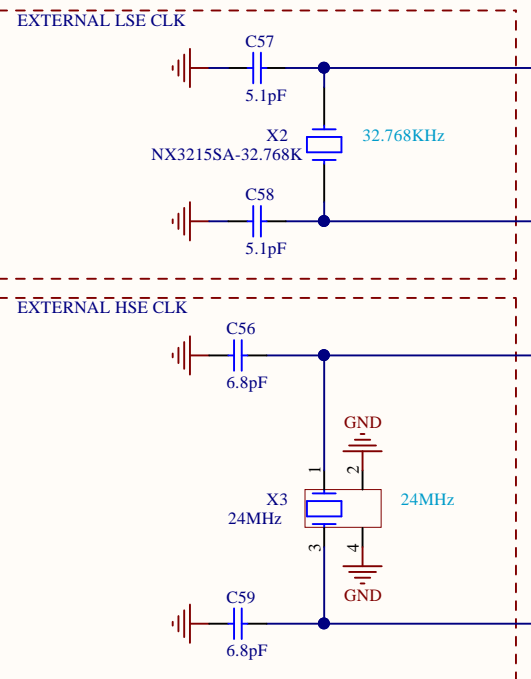 EXTERNAL LSE CLK
C57
5.1pF
X2
32.768KHz
NX3215SA-32.768K
C58
5.1pF
EXTERNAL HSE CLK
C56
6.8pF
GND
1
2
X3
24MHz
24MHz
3
4
GND
C59
6.8pF